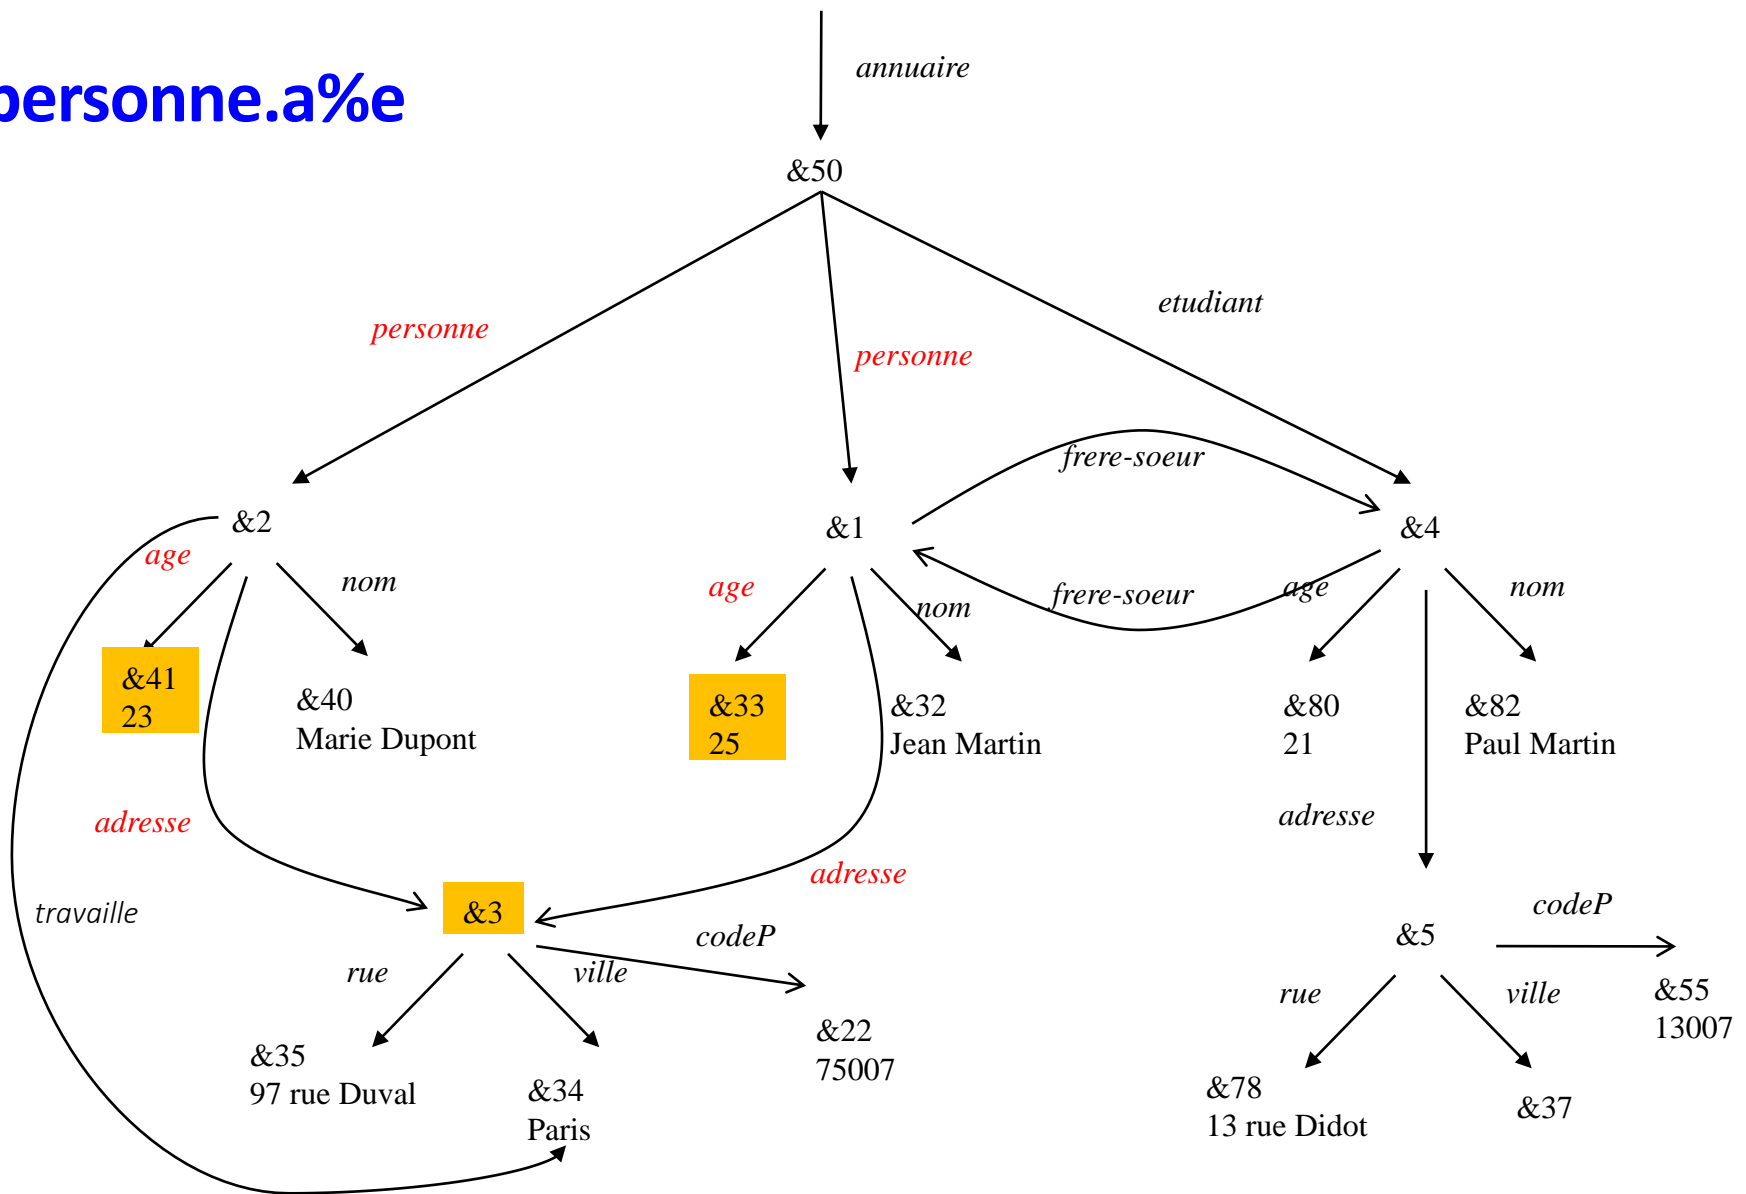 annuaire
personne.a%e
&50
etudiant
personne
personne
frere-soeur
&2
&1
&4
age
nom
age
nom
frere-soeur
age
nom
&41
23
&40
Marie Dupont
&33
25
&32
Jean Martin
&80
21
&82
Paul Martin
adresse
adresse
adresse
travaille
&3
codeP
codeP
&5
rue
ville
rue
ville
&55
13007
&22
75007
&35
97 rue Duval
&34
Paris
&78
13 rue Didot
&37